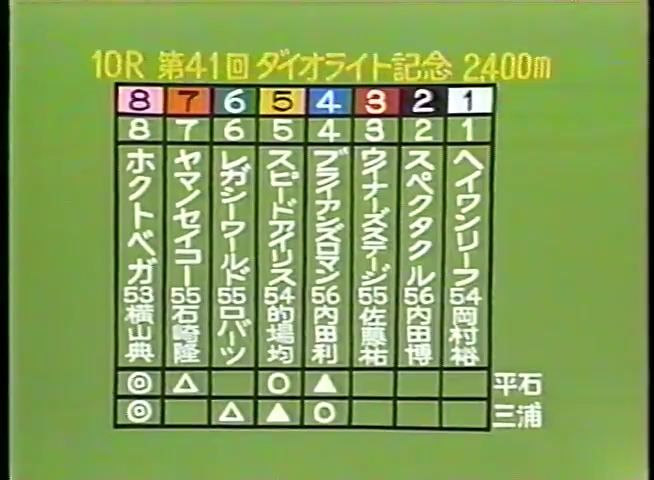 10R 第41回 ダイオライト記念 2,400m
8 7 6 5 4 3 2 1
8 7 6 5 4 3 2 1
ヘイワンリーフ 54 岡村裕
スペクタクル 56 内田博
ウイナーズステージ 55 佐藤祐
ブライアンズロマン 56 内田利
スピードアイリス 54 的場均
レガシーワールド 55 ロバーツ
ヤマンセイコー 55 石崎隆
ホクトベガ 53 横山典
◎ △ ○ ▲ 平石
◎ △ ▲ ○ 三浦